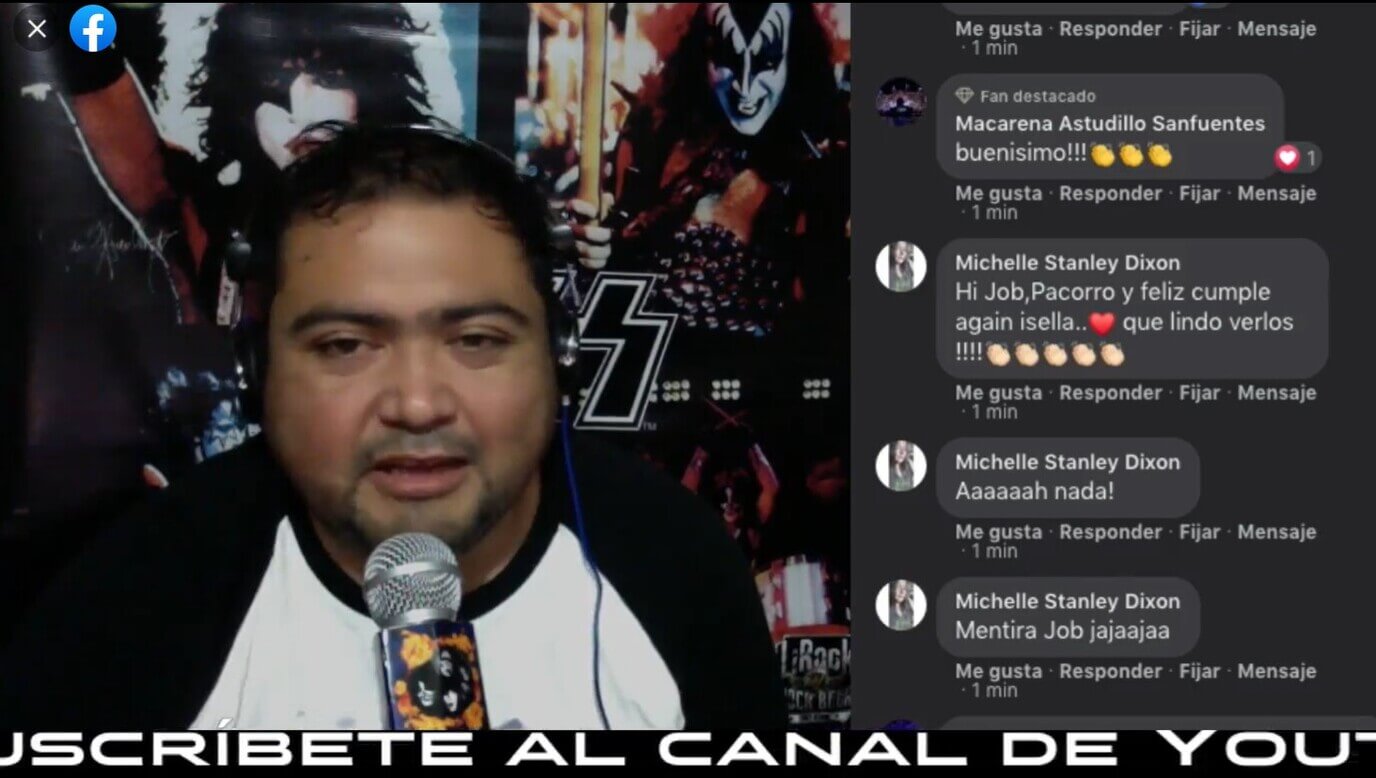 Me gusta · Responder · Fijar · Mensaje
· 1 min
Fan destacado
Macarena Astudillo Sanfuentes
buenisimo!!!👏👏👏
1
Me gusta · Responder · Fijar · Mensaje
· 1 min
Michelle Stanley Dixon
Hi Job,Pacorro y feliz cumple
again isella..❤️ que lindo verlos
!!!!👏🏻👏🏻👏🏻👏🏻👏🏻
Me gusta · Responder · Fijar · Mensaje
· 1 min
Michelle Stanley Dixon
Aaaaaah nada!
Me gusta · Responder · Fijar · Mensaje
· 1 min
Michelle Stanley Dixon
Mentira Job jajaajaa
Me gusta · Responder · Fijar · Mensaje
· 1 min
USCRÍBETE AL CANAL DE YOUT